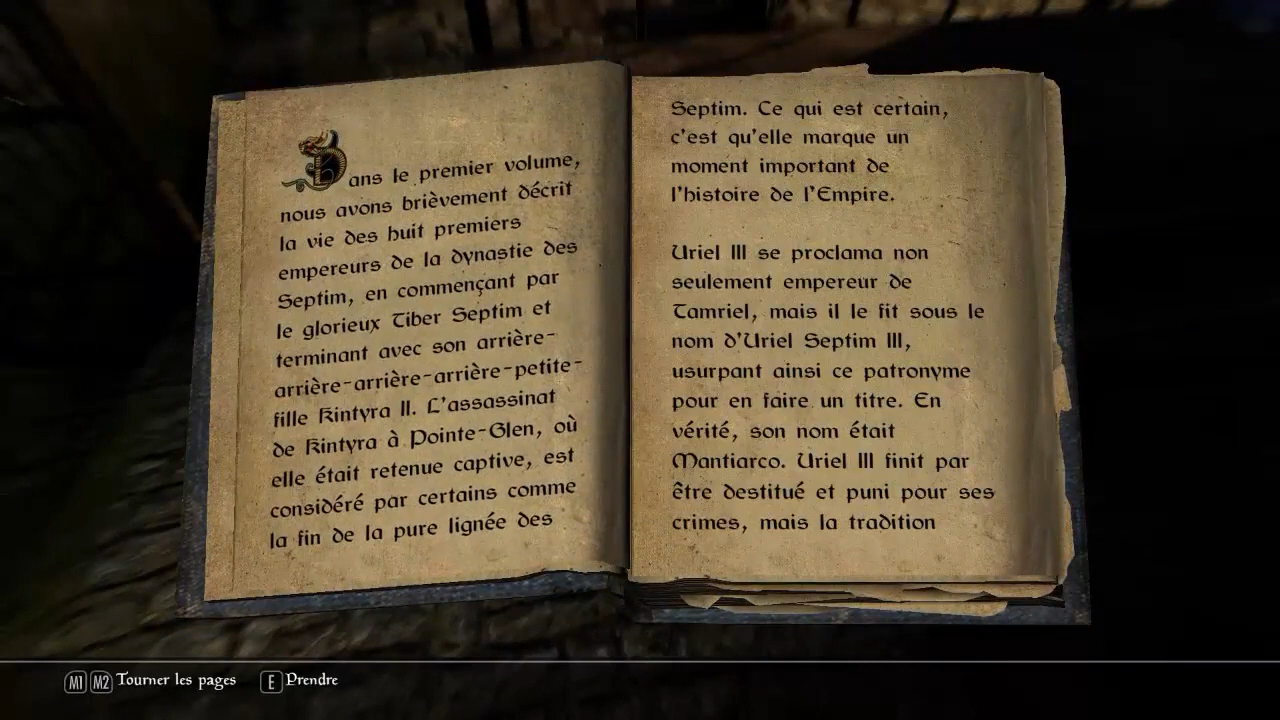 Dans le premier volume,
nous avons brièvement décrit
la vie des huit premiers
empereurs de la dynastie des
Septim, en commençant par
le glorieux Tiber Septim et
terminant avec son arrière-
arrière-arrière-arrière-petite-
fille Kintyra II. L'assassinat
de Kintyra à Pointe-Glen, où
elle était retenue captive, est
considéré par certains comme
la fin de la pure lignée des
Septim. Ce qui est certain,
c'est qu'elle marque un
moment important de
l'histoire de l'Empire.
Uriel III se proclama non
seulement empereur de
Tamriel, mais il le fit sous le
nom d'Uriel Septim III,
usurpant ainsi ce patronyme
pour en faire un titre. En
vérité, son nom était
Mantiarco. Uriel III finit par
être destitué et puni pour ses
crimes, mais la tradition
M1 M2 Tourner les pages E Prendre